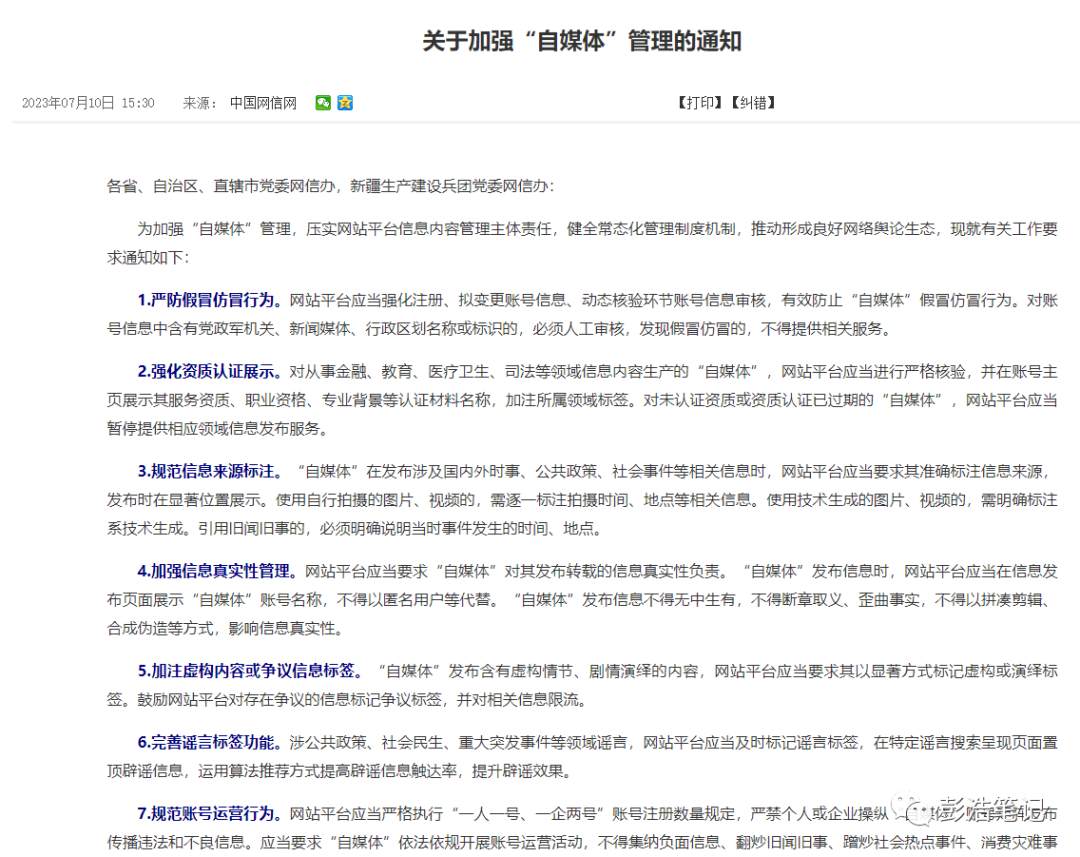 关于加强“自媒体”管理的通知
2023年07月10日 15:30 来源： 中国网信网 【打印】【纠错】
各省、自治区、直辖市党委网信办，新疆生产建设兵团党委网信办：
为加强“自媒体”管理，压实网站平台信息内容管理主体责任，健全常态化管理制度机制，推动形成良好网络舆论生态，现就有关工作要
求通知如下：
1.严防假冒仿冒行为。网站平台应当强化注册、拟变更账号信息、动态核验环节账号信息审核，有效防止“自媒体”假冒仿冒行为。对账
号信息中含有党政军机关、新闻媒体、行政区划名称或标识的，必须人工审核，发现假冒仿冒的，不得提供相关服务。
2.强化资质认证展示。对从事金融、教育、医疗卫生、司法等领域信息内容生产的“自媒体”，网站平台应当进行严格核验，并在账号主
页展示其服务资质、职业资格、专业背景等认证材料名称，加注所属领域标签。对未认证资质或资质认证已过期的“自媒体”，网站平台应当
暂停提供相应领域信息发布服务。
3.规范信息来源标注。“自媒体”在发布涉及国内外时事、公共政策、社会事件等相关信息时，网站平台应当要求其准确标注信息来源，
发布时在显著位置展示。使用自行拍摄的图片、视频的，需逐一标注拍摄时间、地点等相关信息。使用技术生成的图片、视频的，需明确标注
系技术生成。引用旧闻旧事的，必须明确说明当时事件发生的时间、地点。
4.加强信息真实性管理。网站平台应当要求“自媒体”对其发布转载的信息真实性负责。“自媒体”发布信息时，网站平台应当在信息发
布页面展示“自媒体”账号名称，不得以匿名用户等代替。“自媒体”发布信息不得无中生有，不得断章取义、歪曲事实，不得以拼凑剪辑、
合成伪造等方式，影响信息真实性。
5.加注虚构内容或争议信息标签。“自媒体”发布含有虚构情节、剧情演绎的内容，网站平台应当要求其以显著方式标记虚构或演绎标
签。鼓励网站平台对存在争议的信息标记争议标签，并对相关信息限流。
6.完善谣言标签功能。涉公共政策、社会民生、重大突发事件等领域谣言，网站平台应当及时标记谣言标签，在特定谣言搜索呈现页面置
顶辟谣信息，运用算法推荐方式提高辟谣信息触达率，提升辟谣效果。
7.规范账号运营行为。网站平台应当严格执行“一人一号、一企两号”账号注册数量规定，严禁个人或企业操纵“自媒体”布
彭浩笔记
传播违法和不良信息。应当要求“自媒体”依法依规开展账号运营活动，不得集纳负面信息、翻炒旧闻旧事、蹭炒社会热点事件、消费灾难事